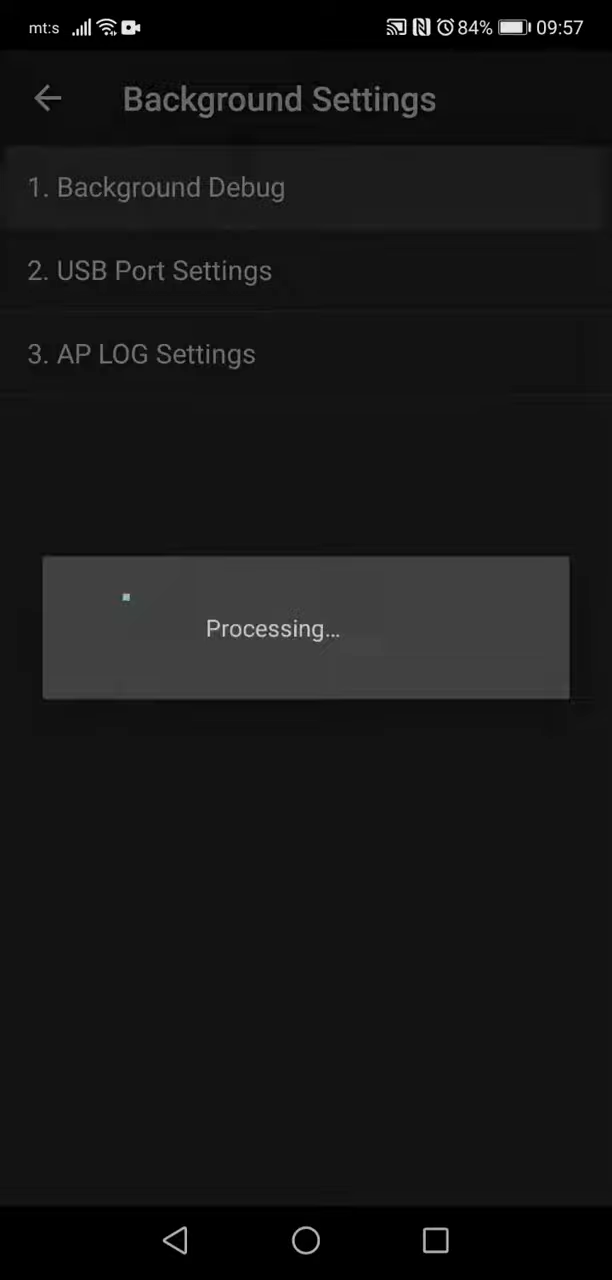 mt:s 84% 09:57
Background Settings
1. Background Debug
2. USB Port Settings
3. AP LOG Settings
Processing...